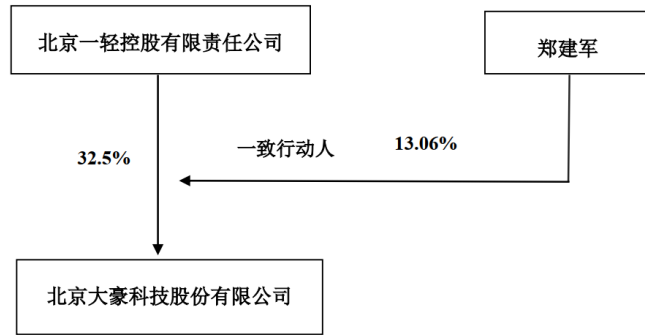 北京一轻控股有限责任公司
郑建军
32.5%
一致行动人
13.06%
北京大豪科技股份有限公司